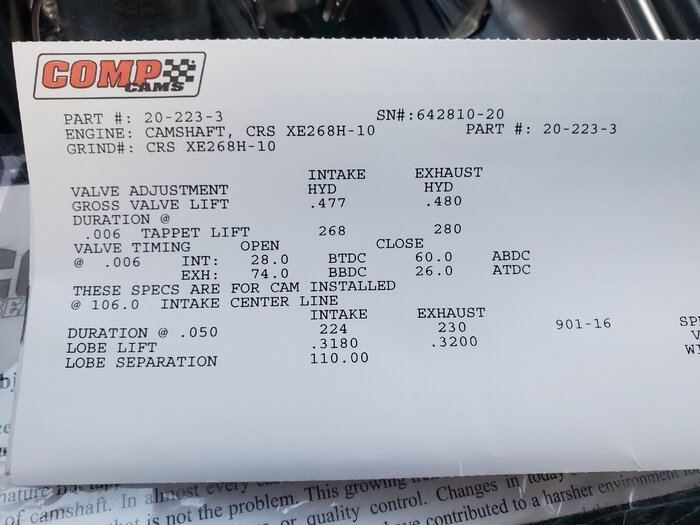 COMP
CAMS
PART #: 20-223-3 SN#:642810-20
ENGINE: CAMSHAFT, CRS XE268H-10 PART #: 20-223-3
GRIND#: CRS XE268H-10
INTAKE EXHAUST
VALVE ADJUSTMENT HYD HYD
GROSS VALVE LIFT .477 .480
DURATION @
.006 TAPPET LIFT 268 280
VALVE TIMING OPEN CLOSE
@ .006 INT: 28.0 BTDC 60.0 ABDC
EXH: 74.0 BBDC 26.0 ATDC
THESE SPECS ARE FOR CAM INSTALLED
@ 106.0 INTAKE CENTER LINE
INTAKE EXHAUST
DURATION @ .050 224 230 901-16
LOBE LIFT .3180 .3200
LOBE SEPARATION 110.00
of camshaft. In almost every
that is not the problem. This growing
or quality control. Changes in today
have contributed to a harsher environment